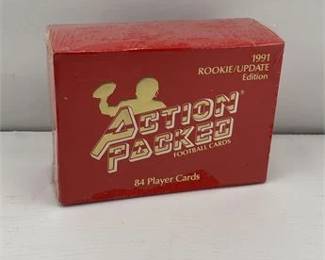 1991
ROOKIE/UPDATE
Edition
ACTION
PACKED®
FOOTBALL CARDS
84 Player Cards